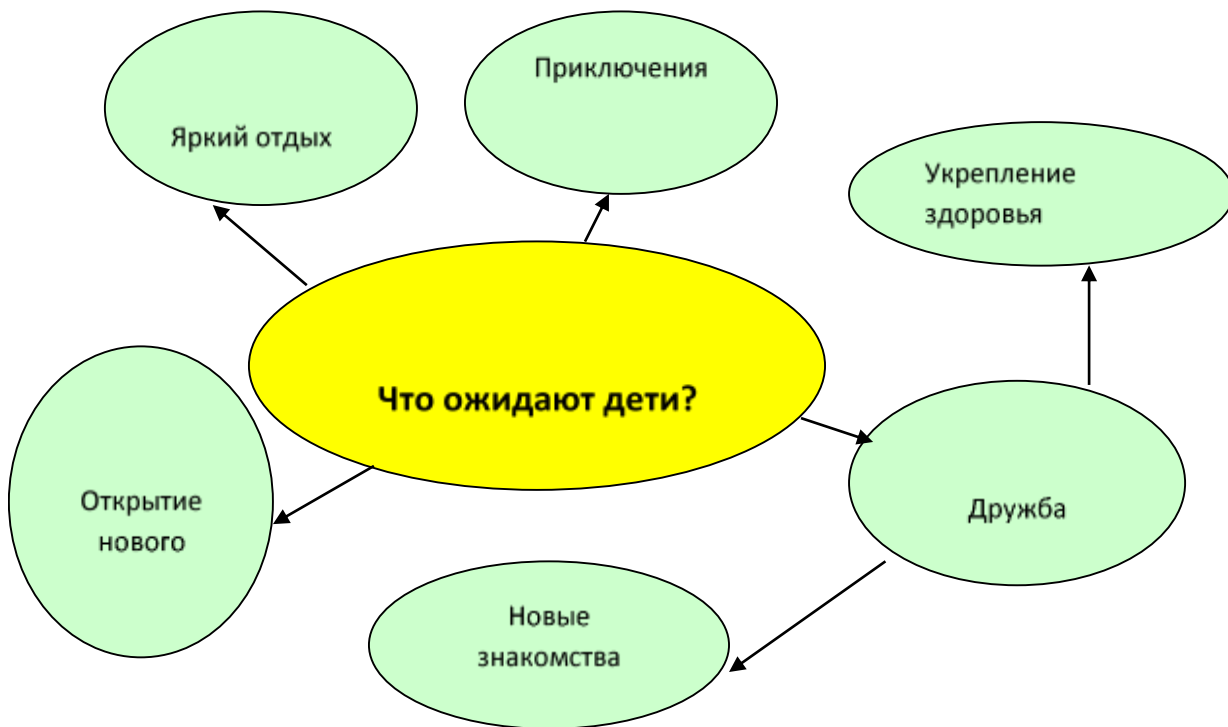 Приключения
Яркий отдых
Укрепление
здоровья
Что ожидают дети?
Открытие
нового
Дружба
Новые
знакомства